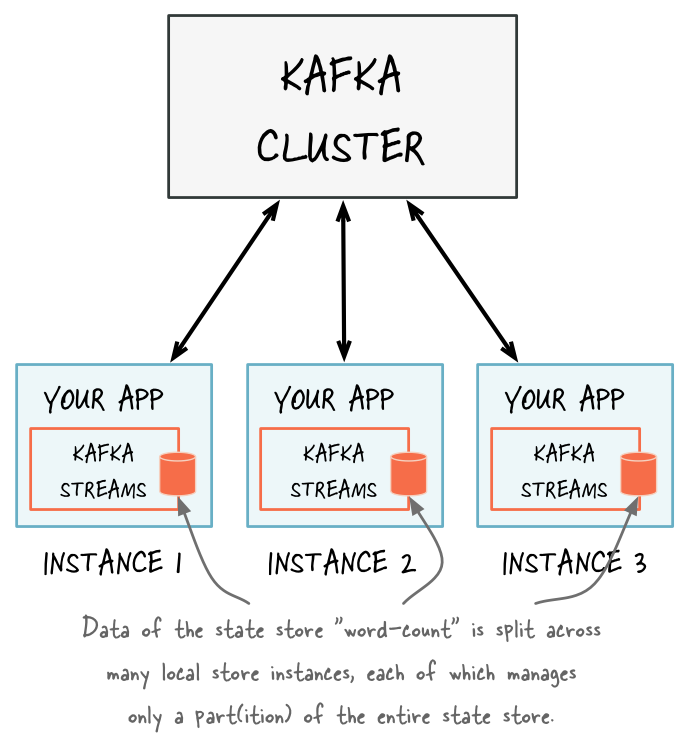 KAFKA
CLUSTER
YOUR APP
KAFKA
STREAMS
INSTANCE 1
YOUR APP
KAFKA
STREAMS
INSTANCE 2
YOUR APP
KAFKA
STREAMS
INSTANCE 3
Data of the state store "word-count" is split across
many local store instances, each of which manages
only a part(ition) of the entire state store.